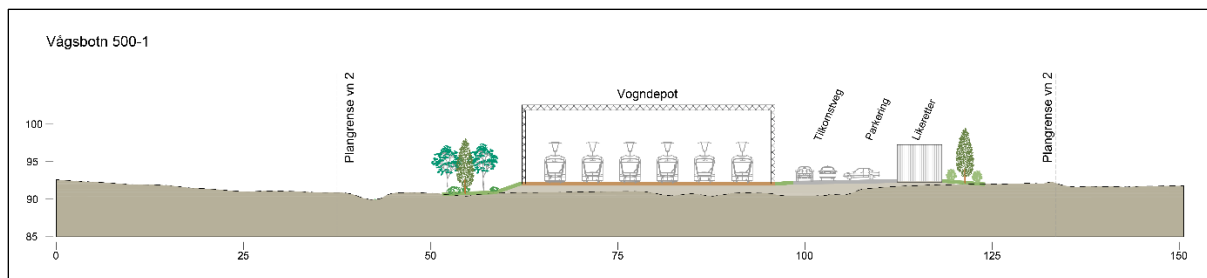 Vågsbotn 500-1
Plangrense vn 2
Vogndepot
Tilkomstveg
Parkering
Likeretter
Plangrense vn 2
100
95
90
85
0
25
50
75
100
125
150